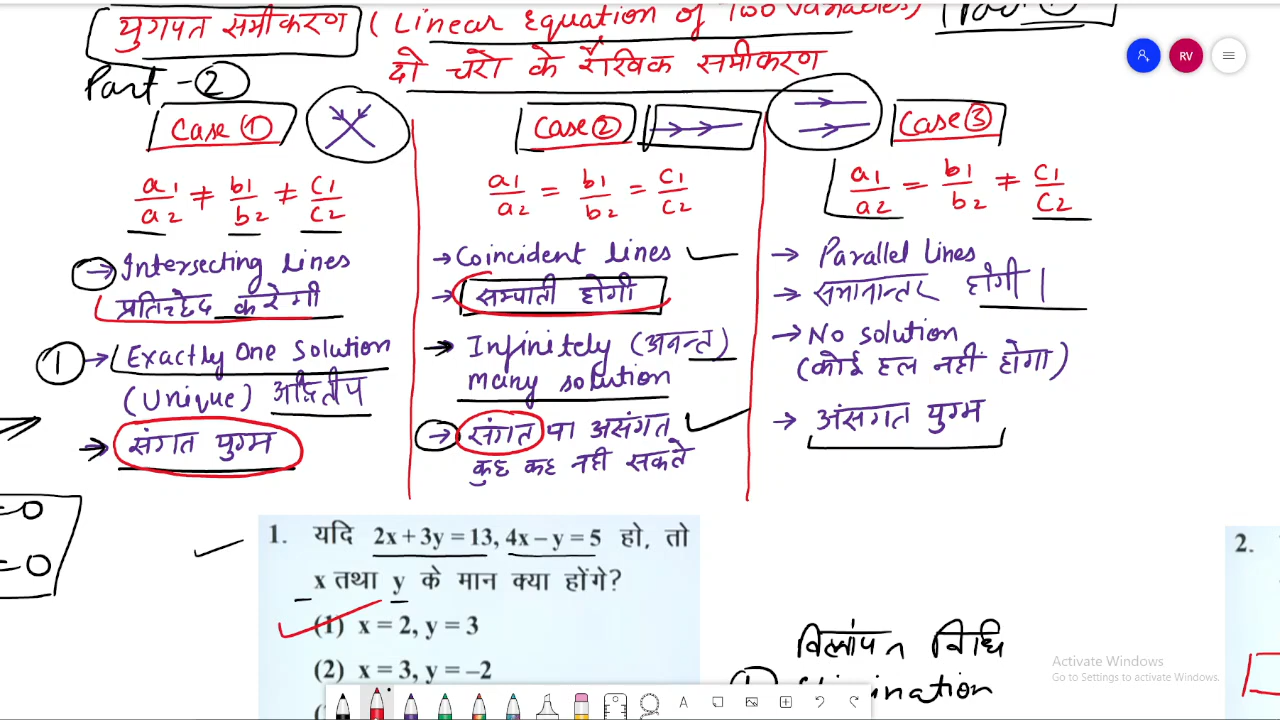 युगपत समीकरण (Linear Equation of Two Variables)
दो चरो के रैखिक समीकरण
Part - 2
Case 1
a1/a2 ≠ b1/b2 ≠ c1/c2
→ Intersecting lines
प्रतिच्छेद करेगी
1 → Exactly One Solution
(Unique) अद्वितीय
→ संगत युग्म
Case 2
a1/a2 = b1/b2 = c1/c2
→ Coincident lines
→ सम्पाती होगी
→ Infinitely (अनन्त)
many solution
→ संगत या असंगत
कुछ कह नही सकते
Case 3
a1/a2 = b1/b2 ≠ c1/c2
→ Parallel Lines
→ समानान्तर होगी |
→ No solution
(कोई हल नही होगा)
→ अंसगत युग्म
=0
=0
1. यदि 2x + 3y = 13, 4x – y = 5 हो, तो
x तथा y के मान क्या होंगे?
(1) x = 2, y = 3
(2) x = 3, y = –2
2.
विलोपन विधि
Activate Windows
Go to Settings to activate Windows.
RV
A